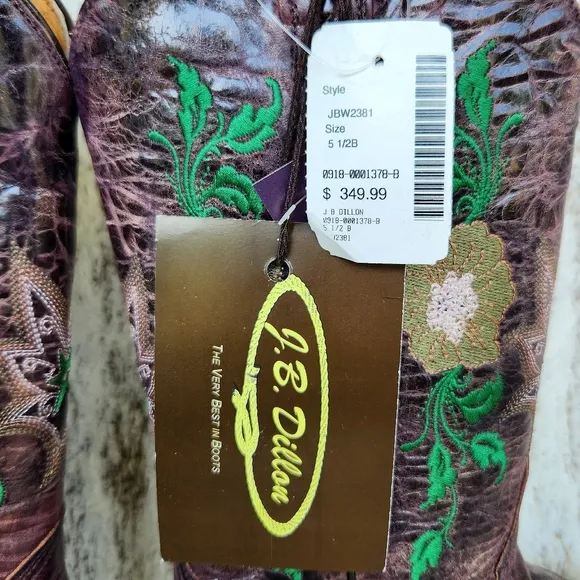 Style
JBW2381
Size
5 1/2B
0918-0001378-B
$ 349.99
J B DILLON
0918-0001378-B
5 1/2 B
J.B. Dillon
THE VERY BEST IN BOOTS